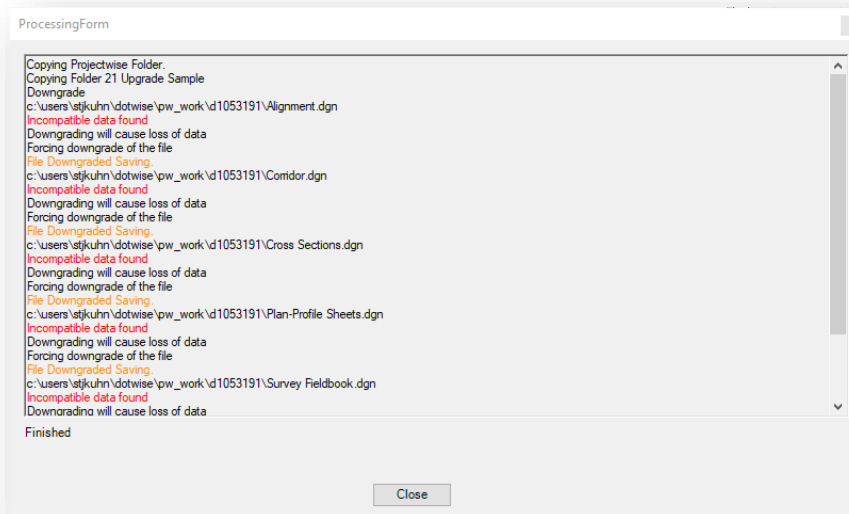 ProcessingForm
Copying Projectwise Folder.
Copying Folder 21 Upgrade Sample
Downgrade
c:\users\stjkuhn\dotwise\pw_work\d1053191\Alignment.dgn
Incompatible data found
Downgrading will cause loss of data
Forcing downgrade of the file
File Downgraded Saving.
c:\users\stjkuhn\dotwise\pw_work\d1053191\Corridor.dgn
Incompatible data found
Downgrading will cause loss of data
Forcing downgrade of the file
File Downgraded Saving.
c:\users\stjkuhn\dotwise\pw_work\d1053191\Cross Sections.dgn
Incompatible data found
Downgrading will cause loss of data
Forcing downgrade of the file
File Downgraded Saving.
c:\users\stjkuhn\dotwise\pw_work\d1053191\Plan-Profile Sheets.dgn
Incompatible data found
Downgrading will cause loss of data
Forcing downgrade of the file
File Downgraded Saving.
c:\users\stjkuhn\dotwise\pw_work\d1053191\Survey Fieldbook.dgn
Incompatible data found
Downgrading will cause loss of data
Finished
Close